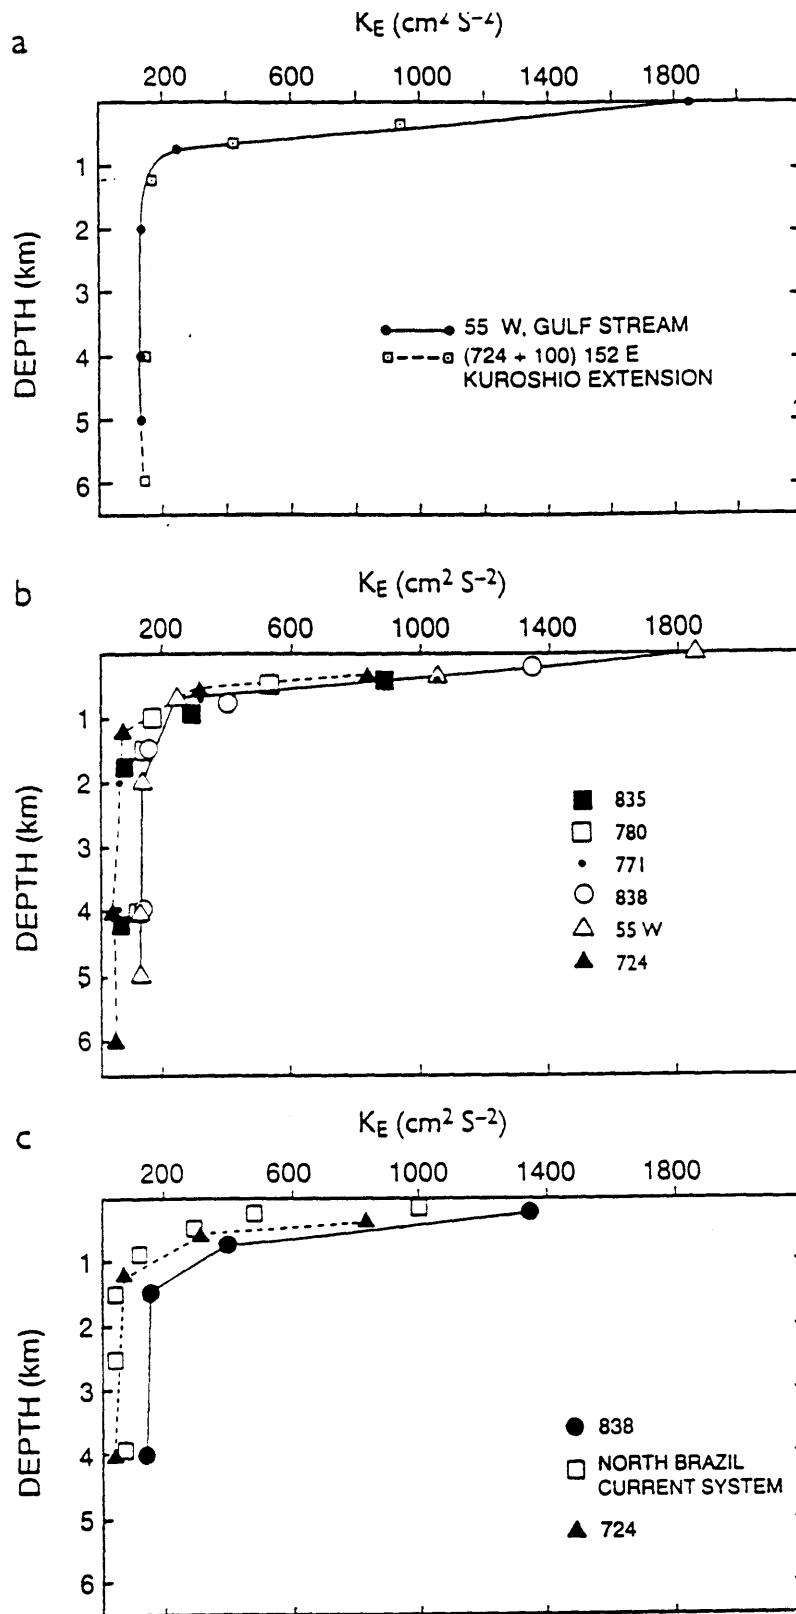 a
K_E (cm² S⁻²)
200 600 1000 1400 1800
1
2
3
4
5
6
DEPTH (km)
55 W, GULF STREAM
(724 + 100) 152 E
KUROSHIO EXTENSION
b
K_E (cm² S⁻²)
200 600 1000 1400 1800
1
2
3
4
5
6
DEPTH (km)
835
780
771
838
55 W
724
c
K_E (cm² S⁻²)
200 600 1000 1400 1800
1
2
3
4
5
6
DEPTH (km)
838
NORTH BRAZIL
CURRENT SYSTEM
724